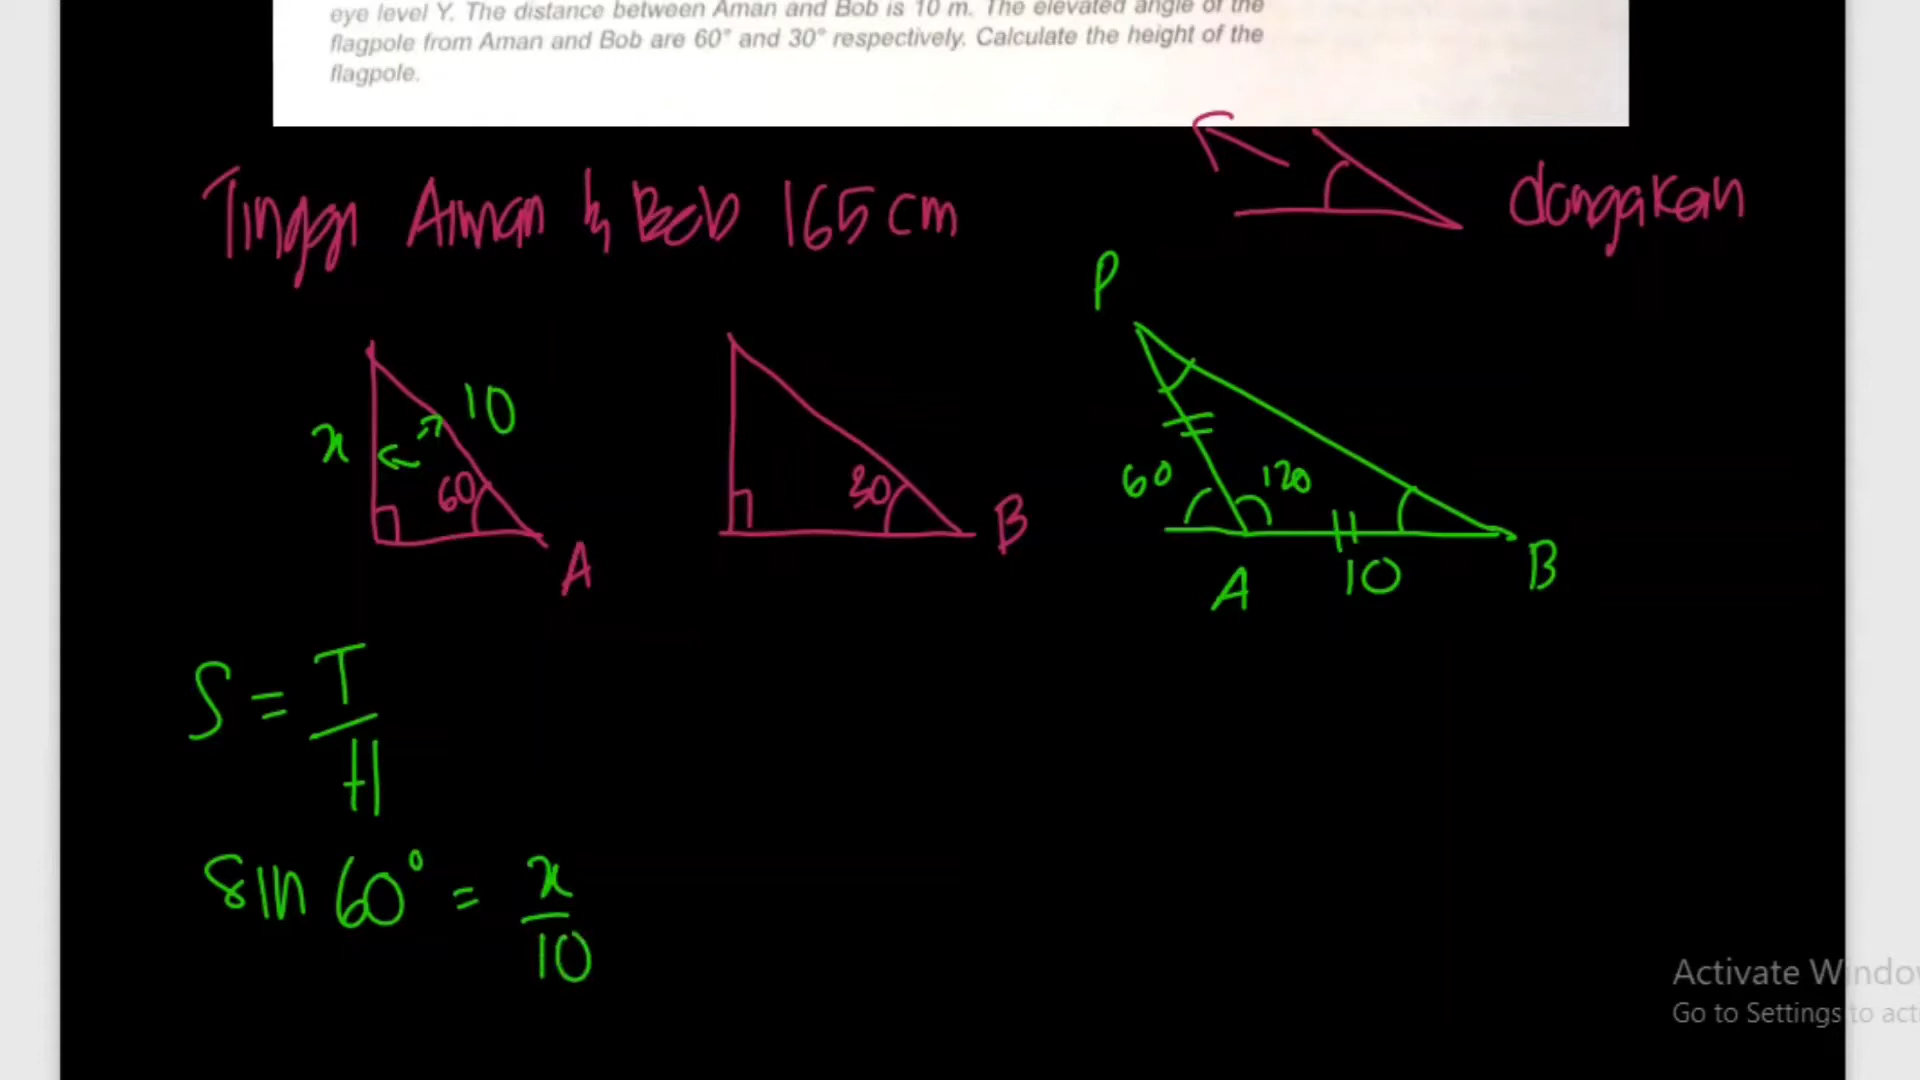 eye level Y. The distance between Aman and Bob is 10 m. The elevated angle of the
flagpole from Aman and Bob are 60° and 30° respectively. Calculate the height of the
flagpole.
Tinggi Aman & Bob 165 cm
dongakan
P
x
10
60
A
30
B
60
120
A
10
B
S = T
H
sin 60° = x
10
Activate Windo
Go to Settings to act